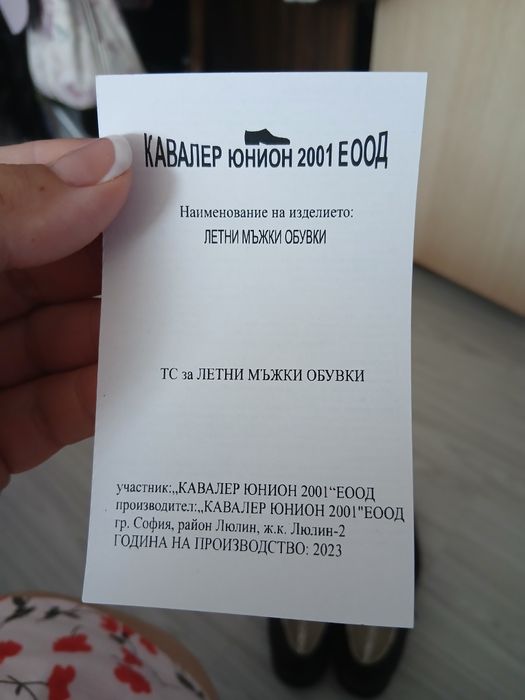 КАВАЛЕР ЮНИОН 2001 ЕООД
Наименование на изделието:
ЛЕТНИ МЪЖКИ ОБУВКИ
ТС за ЛЕТНИ МЪЖКИ ОБУВКИ
участник:„КАВАЛЕР ЮНИОН 2001“ЕООД
производител:„КАВАЛЕР ЮНИОН 2001"ЕООД
гр. София, район Люлин, ж.к. Люлин-2
ГОДИНА НА ПРОИЗВОДСТВО: 2023